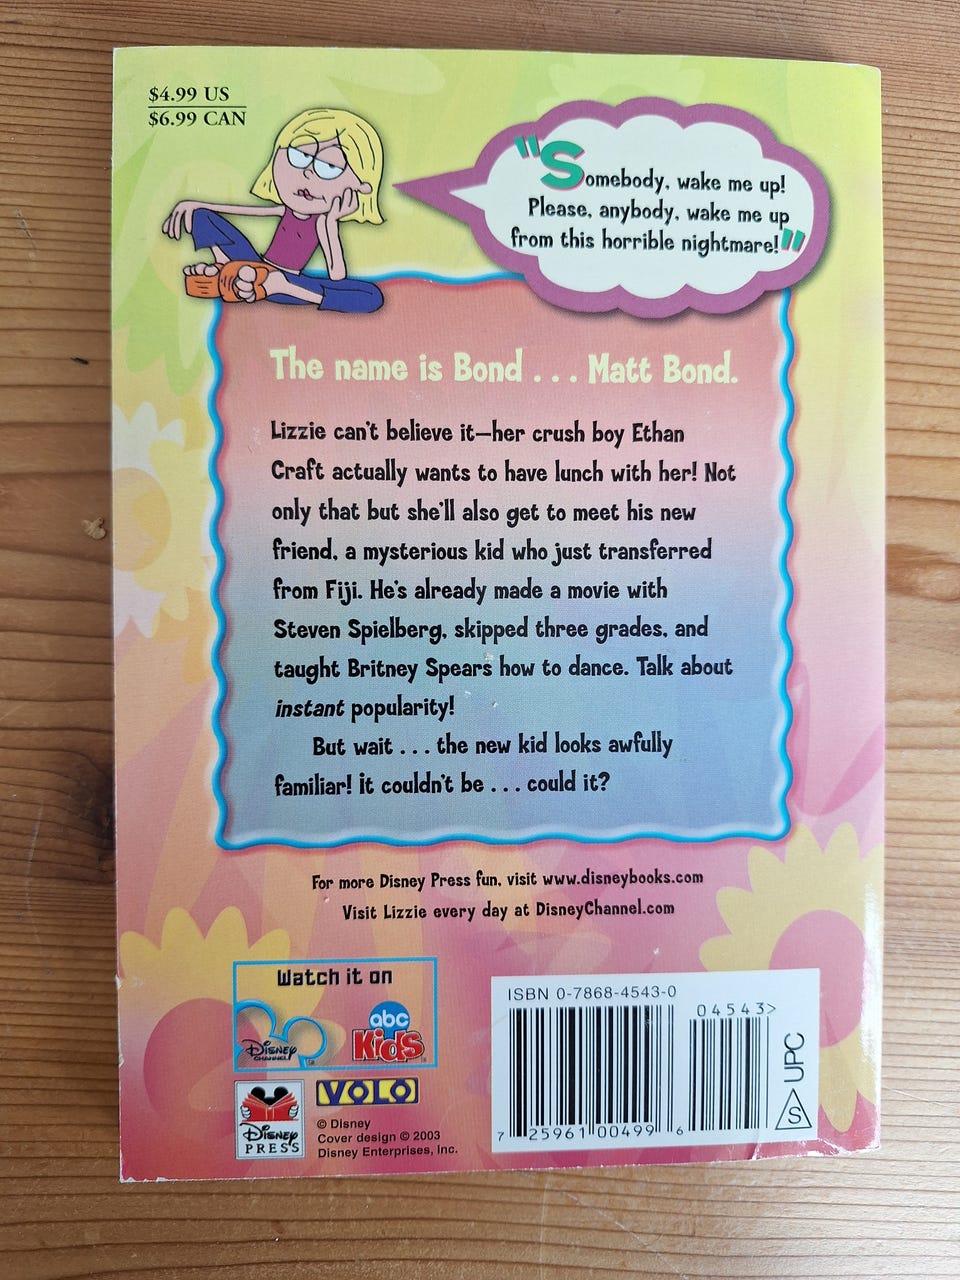 $4.99 US
$6.99 CAN
"Somebody, wake me up!
Please, anybody, wake me up
from this horrible nightmare!"
The name is Bond . . . Matt Bond.
Lizzie can't believe it—her crush boy Ethan
Craft actually wants to have lunch with her! Not
only that but she'll also get to meet his new
friend, a mysterious kid who just transferred
from Fiji. He's already made a movie with
Steven Spielberg, skipped three grades, and
taught Britney Spears how to dance. Talk about
instant popularity!
But wait . . . the new kid looks awfully
familiar! it couldn't be . . . could it?
For more Disney Press fun, visit www.disneybooks.com
Visit Lizzie every day at DisneyChannel.com
Watch it on
Disney
CHANNEL
abc
Kids
Disney
PRESS
VOLO
© Disney
Cover design © 2003
Disney Enterprises, Inc.
ISBN 0-7868-4543-0
04543>
7 25961 00499 6
S UPC